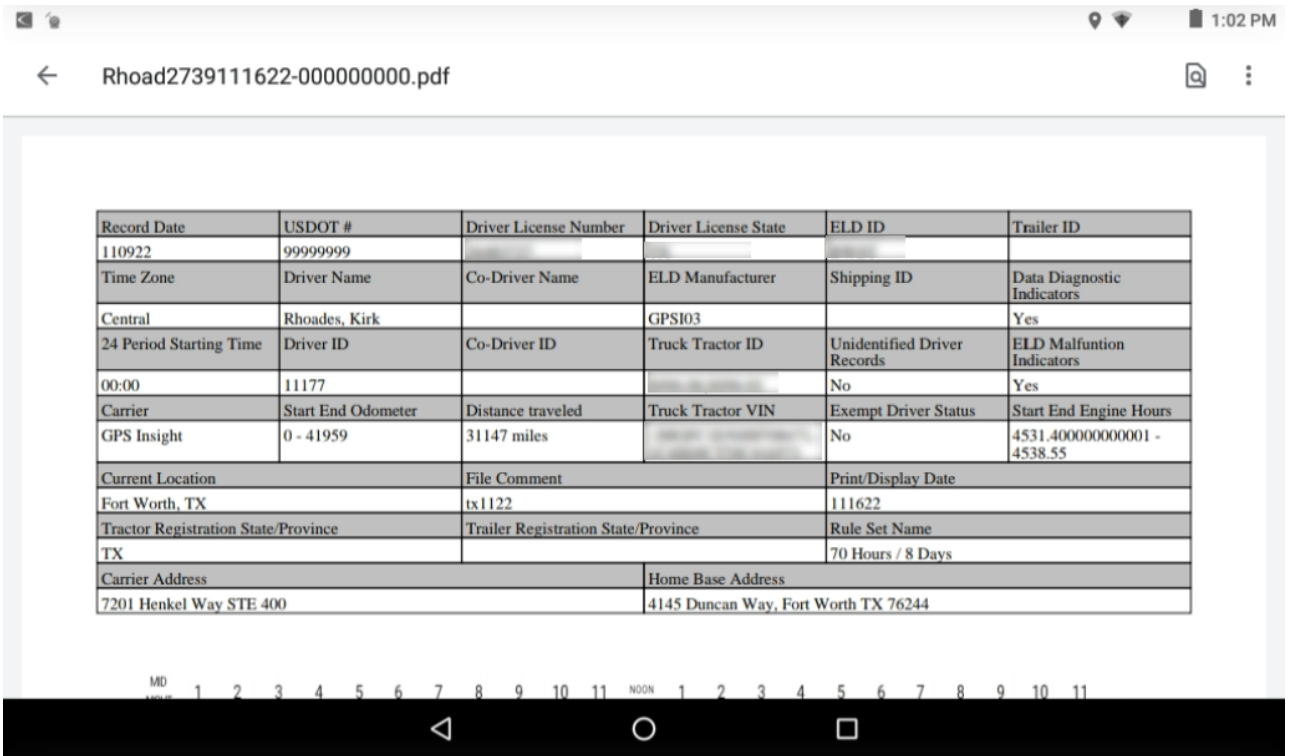 1:02 PM
Rhoad2739111622-000000000.pdf
Record Date USDOT # Driver License Number Driver License State ELD ID Trailer ID
110922 99999999
Time Zone Driver Name Co-Driver Name ELD Manufacturer Shipping ID Data Diagnostic Indicators
Central Rhoades, Kirk GPSI03 Yes
24 Period Starting Time Driver ID Co-Driver ID Truck Tractor ID Unidentified Driver Records ELD Malfuntion Indicators
00:00 11177 No Yes
Carrier Start End Odometer Distance traveled Truck Tractor VIN Exempt Driver Status Start End Engine Hours
GPS Insight 0 - 41959 31147 miles No 4531.400000000001 - 4538.55
Current Location File Comment Print/Display Date
Fort Worth, TX tx1122 111622
Tractor Registration State/Province Trailer Registration State/Province Rule Set Name
TX 70 Hours / 8 Days
Carrier Address Home Base Address
7201 Henkel Way STE 400 4145 Duncan Way, Fort Worth TX 76244
MD
1 2 3 4 5 6 7 8 9 10 11 NOON 1 2 3 4 5 6 7 8 9 10 11